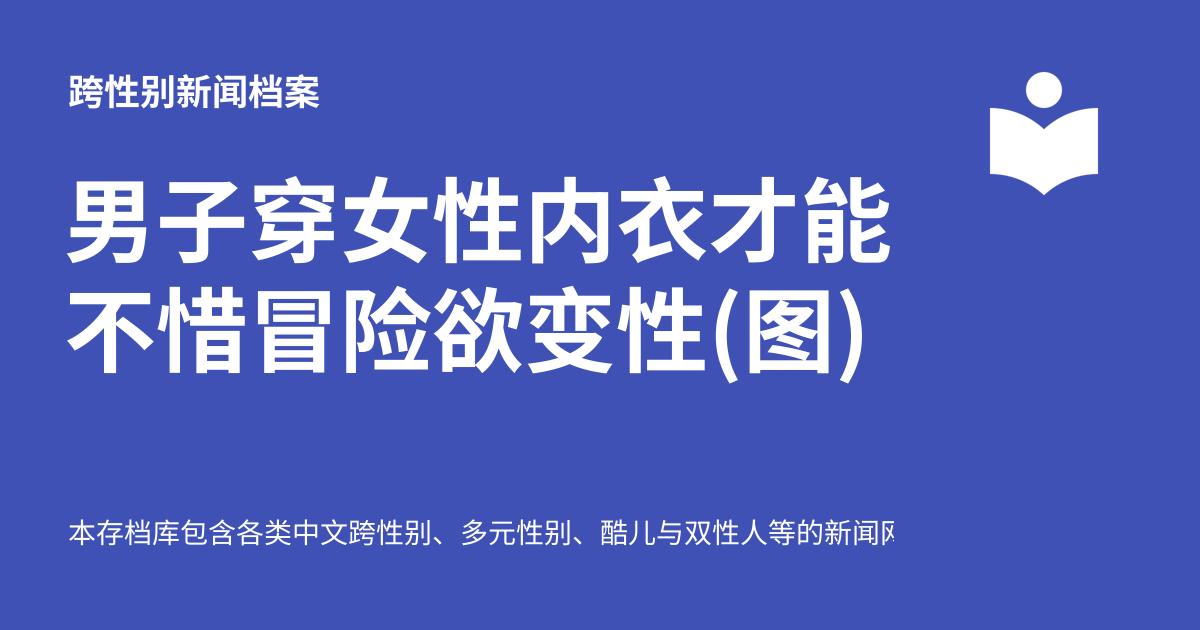 跨性别新闻档案
男子穿女性内衣才能
不惜冒险欲变性(图)
本存档库包含各类中文跨性别、多元性别、酷儿与双性人等的新闻